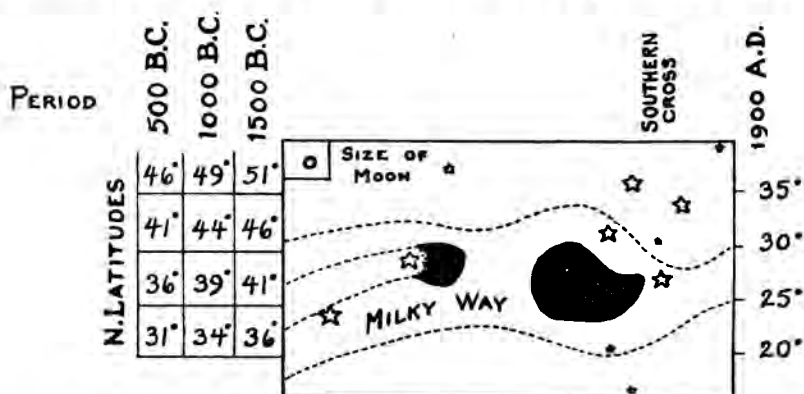 PERIOD
500 B.C.
1000 B.C.
1500 B.C.
SOUTHERN
CROSS
1900 A.D.
N. LATITUDES
46° 49° 51°
41° 44° 46°
36° 39° 41°
31° 34° 36°
SIZE OF
MOON
MILKY WAY
35°
30°
25°
20°